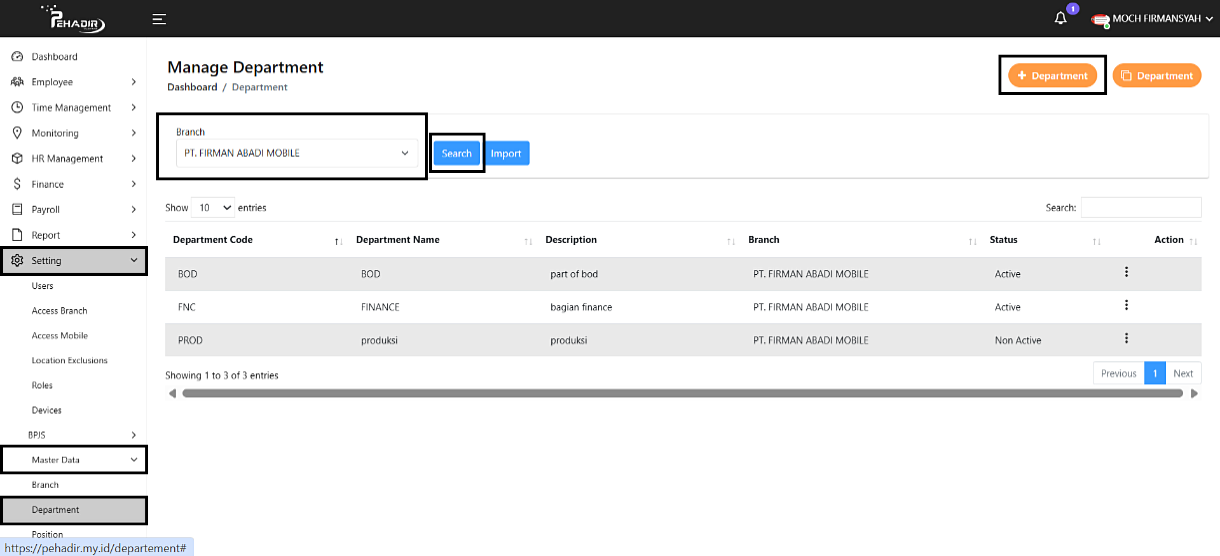 PEHADIR
1
MOCH FIRMANSYAH
Dashboard
Employee
Time Management
Monitoring
HR Management
Finance
Payroll
Report
Setting
Users
Access Branch
Access Mobile
Location Exclusions
Roles
Devices
BPJS
Master Data
Branch
Department
Position
https://pehadir.my.id/departement#
Manage Department
Dashboard / Department
+ Department
Department
Branch
PT. FIRMAN ABADI MOBILE
Search Import
Show 10 entries
Search:
Department Code Department Name Description Branch Status Action
BOD BOD part of bod PT. FIRMAN ABADI MOBILE Active
FNC FINANCE bagian finance PT. FIRMAN ABADI MOBILE Active
PROD produksi produksi PT. FIRMAN ABADI MOBILE Non Active
Showing 1 to 3 of 3 entries
Previous 1 Next